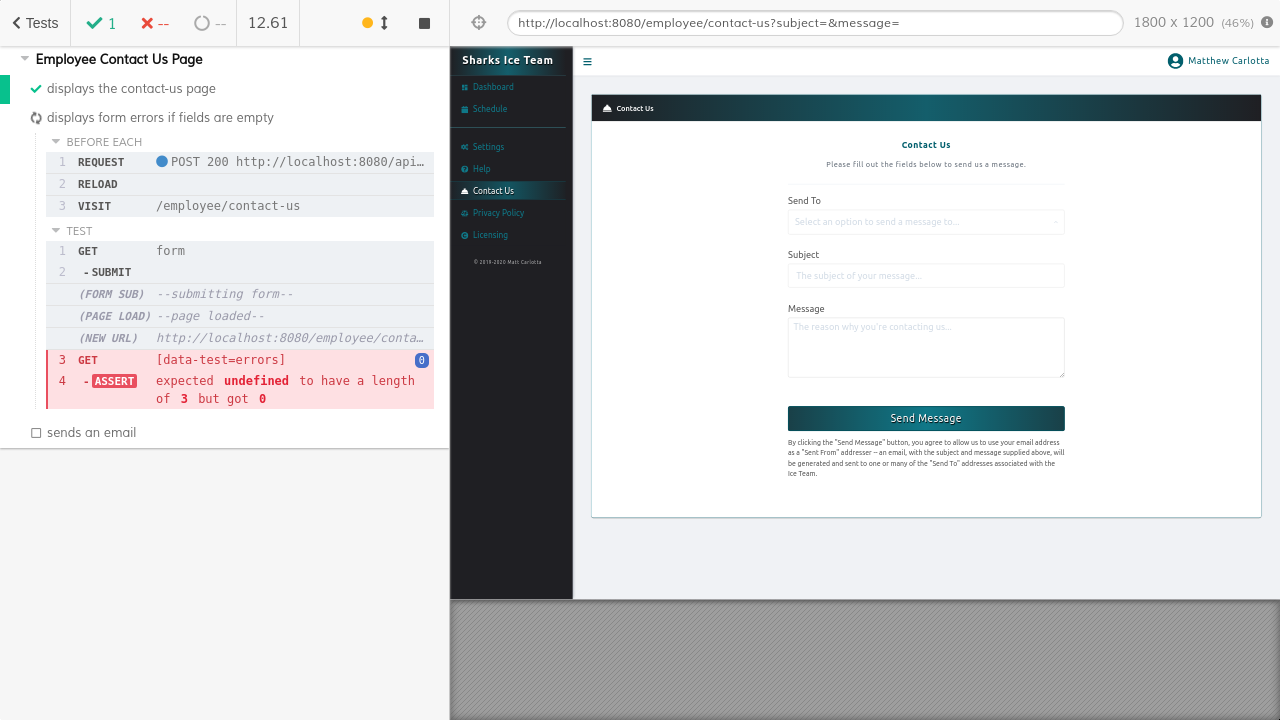 Tests
1
--
--
12.61
http://localhost:8080/employee/contact-us?subject=&message=
1800 x 1200 (46%)
Employee Contact Us Page
displays the contact-us page
displays form errors if fields are empty
BEFORE EACH
1 REQUEST POST 200 http://localhost:8080/api…
2 RELOAD
3 VISIT /employee/contact-us
TEST
1 GET form
2 -SUBMIT
(FORM SUB) --submitting form--
(PAGE LOAD) --page loaded--
(NEW URL) http://localhost:8080/employee/conta…
3 GET [data-test=errors] 0
4 -ASSERT expected undefined to have a length
of 3 but got 0
sends an email
Sharks Ice Team
Dashboard
Schedule
Settings
Help
Contact Us
Privacy Policy
Licensing
© 2019-2020 Matt Carlotta
Matthew Carlotta
Contact Us
Contact Us
Please fill out the fields below to send us a message.
Send To
Select an option to send a message to...
Subject
The subject of your message...
Message
The reason why you're contacting us...
Send Message
By clicking the "Send Message" button, you agree to allow us to use your email address
as a "Sent From" addresser -- an email, with the subject and message supplied above, will
be generated and sent to one or many of the "Send To" addresses associated with the
Ice Team.